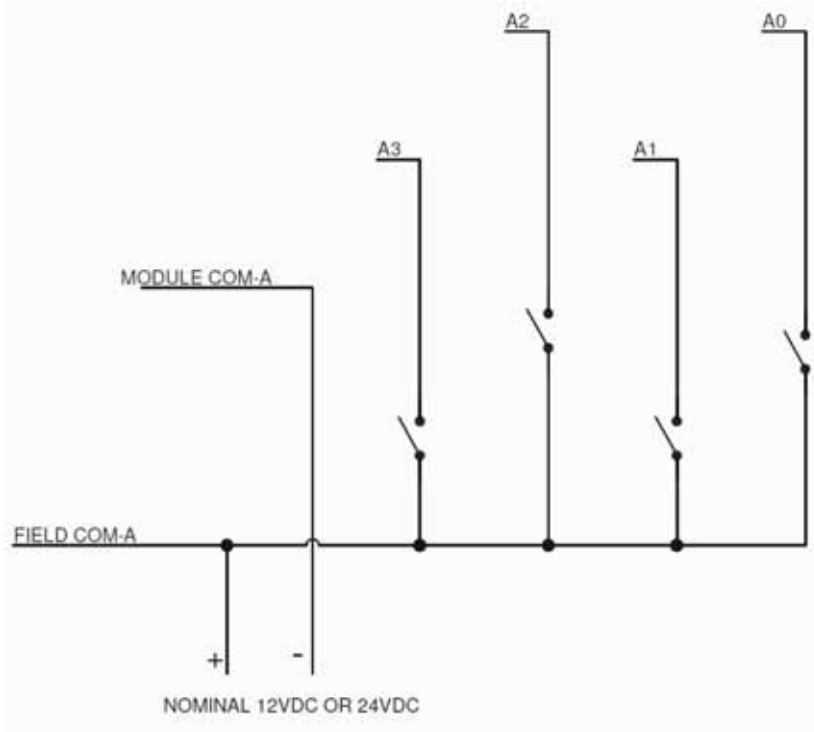 A2
A0
A3
A1
MODULE COM-A
FIELD COM-A
+
-
NOMINAL 12VDC OR 24VDC